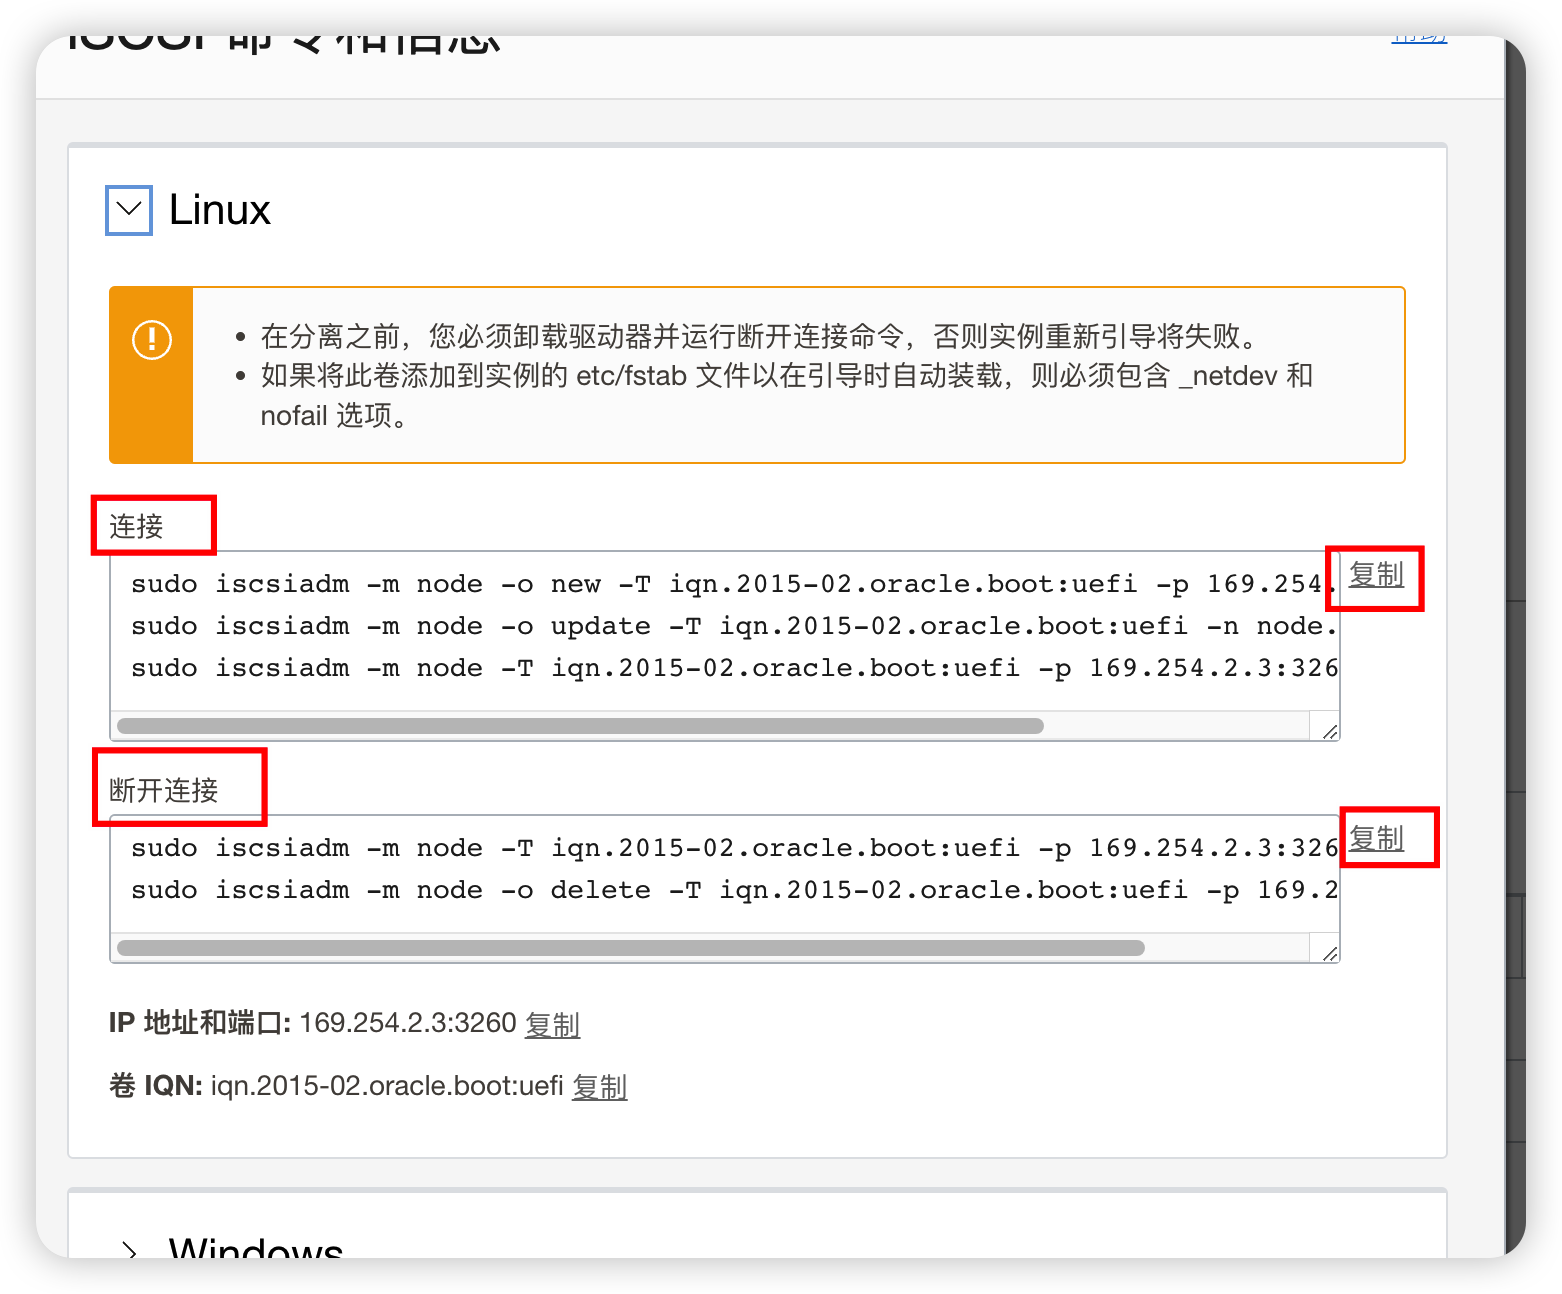 iSCSI 命令和信息
帮助
Linux
在分离之前，您必须卸载驱动器并运行断开连接命令，否则实例重新引导将失败。
如果将此卷添加到实例的 etc/fstab 文件以在引导时自动装载，则必须包含 _netdev 和
nofail 选项。
连接
sudo iscsiadm -m node -o new -T iqn.2015-02.oracle.boot:uefi -p 169.254.
复制
sudo iscsiadm -m node -o update -T iqn.2015-02.oracle.boot:uefi -n node.
sudo iscsiadm -m node -T iqn.2015-02.oracle.boot:uefi -p 169.254.2.3:326
断开连接
sudo iscsiadm -m node -T iqn.2015-02.oracle.boot:uefi -p 169.254.2.3:326
复制
sudo iscsiadm -m node -o delete -T iqn.2015-02.oracle.boot:uefi -p 169.2
IP 地址和端口: 169.254.2.3:3260 复制
卷 IQN: iqn.2015-02.oracle.boot:uefi 复制
Windows